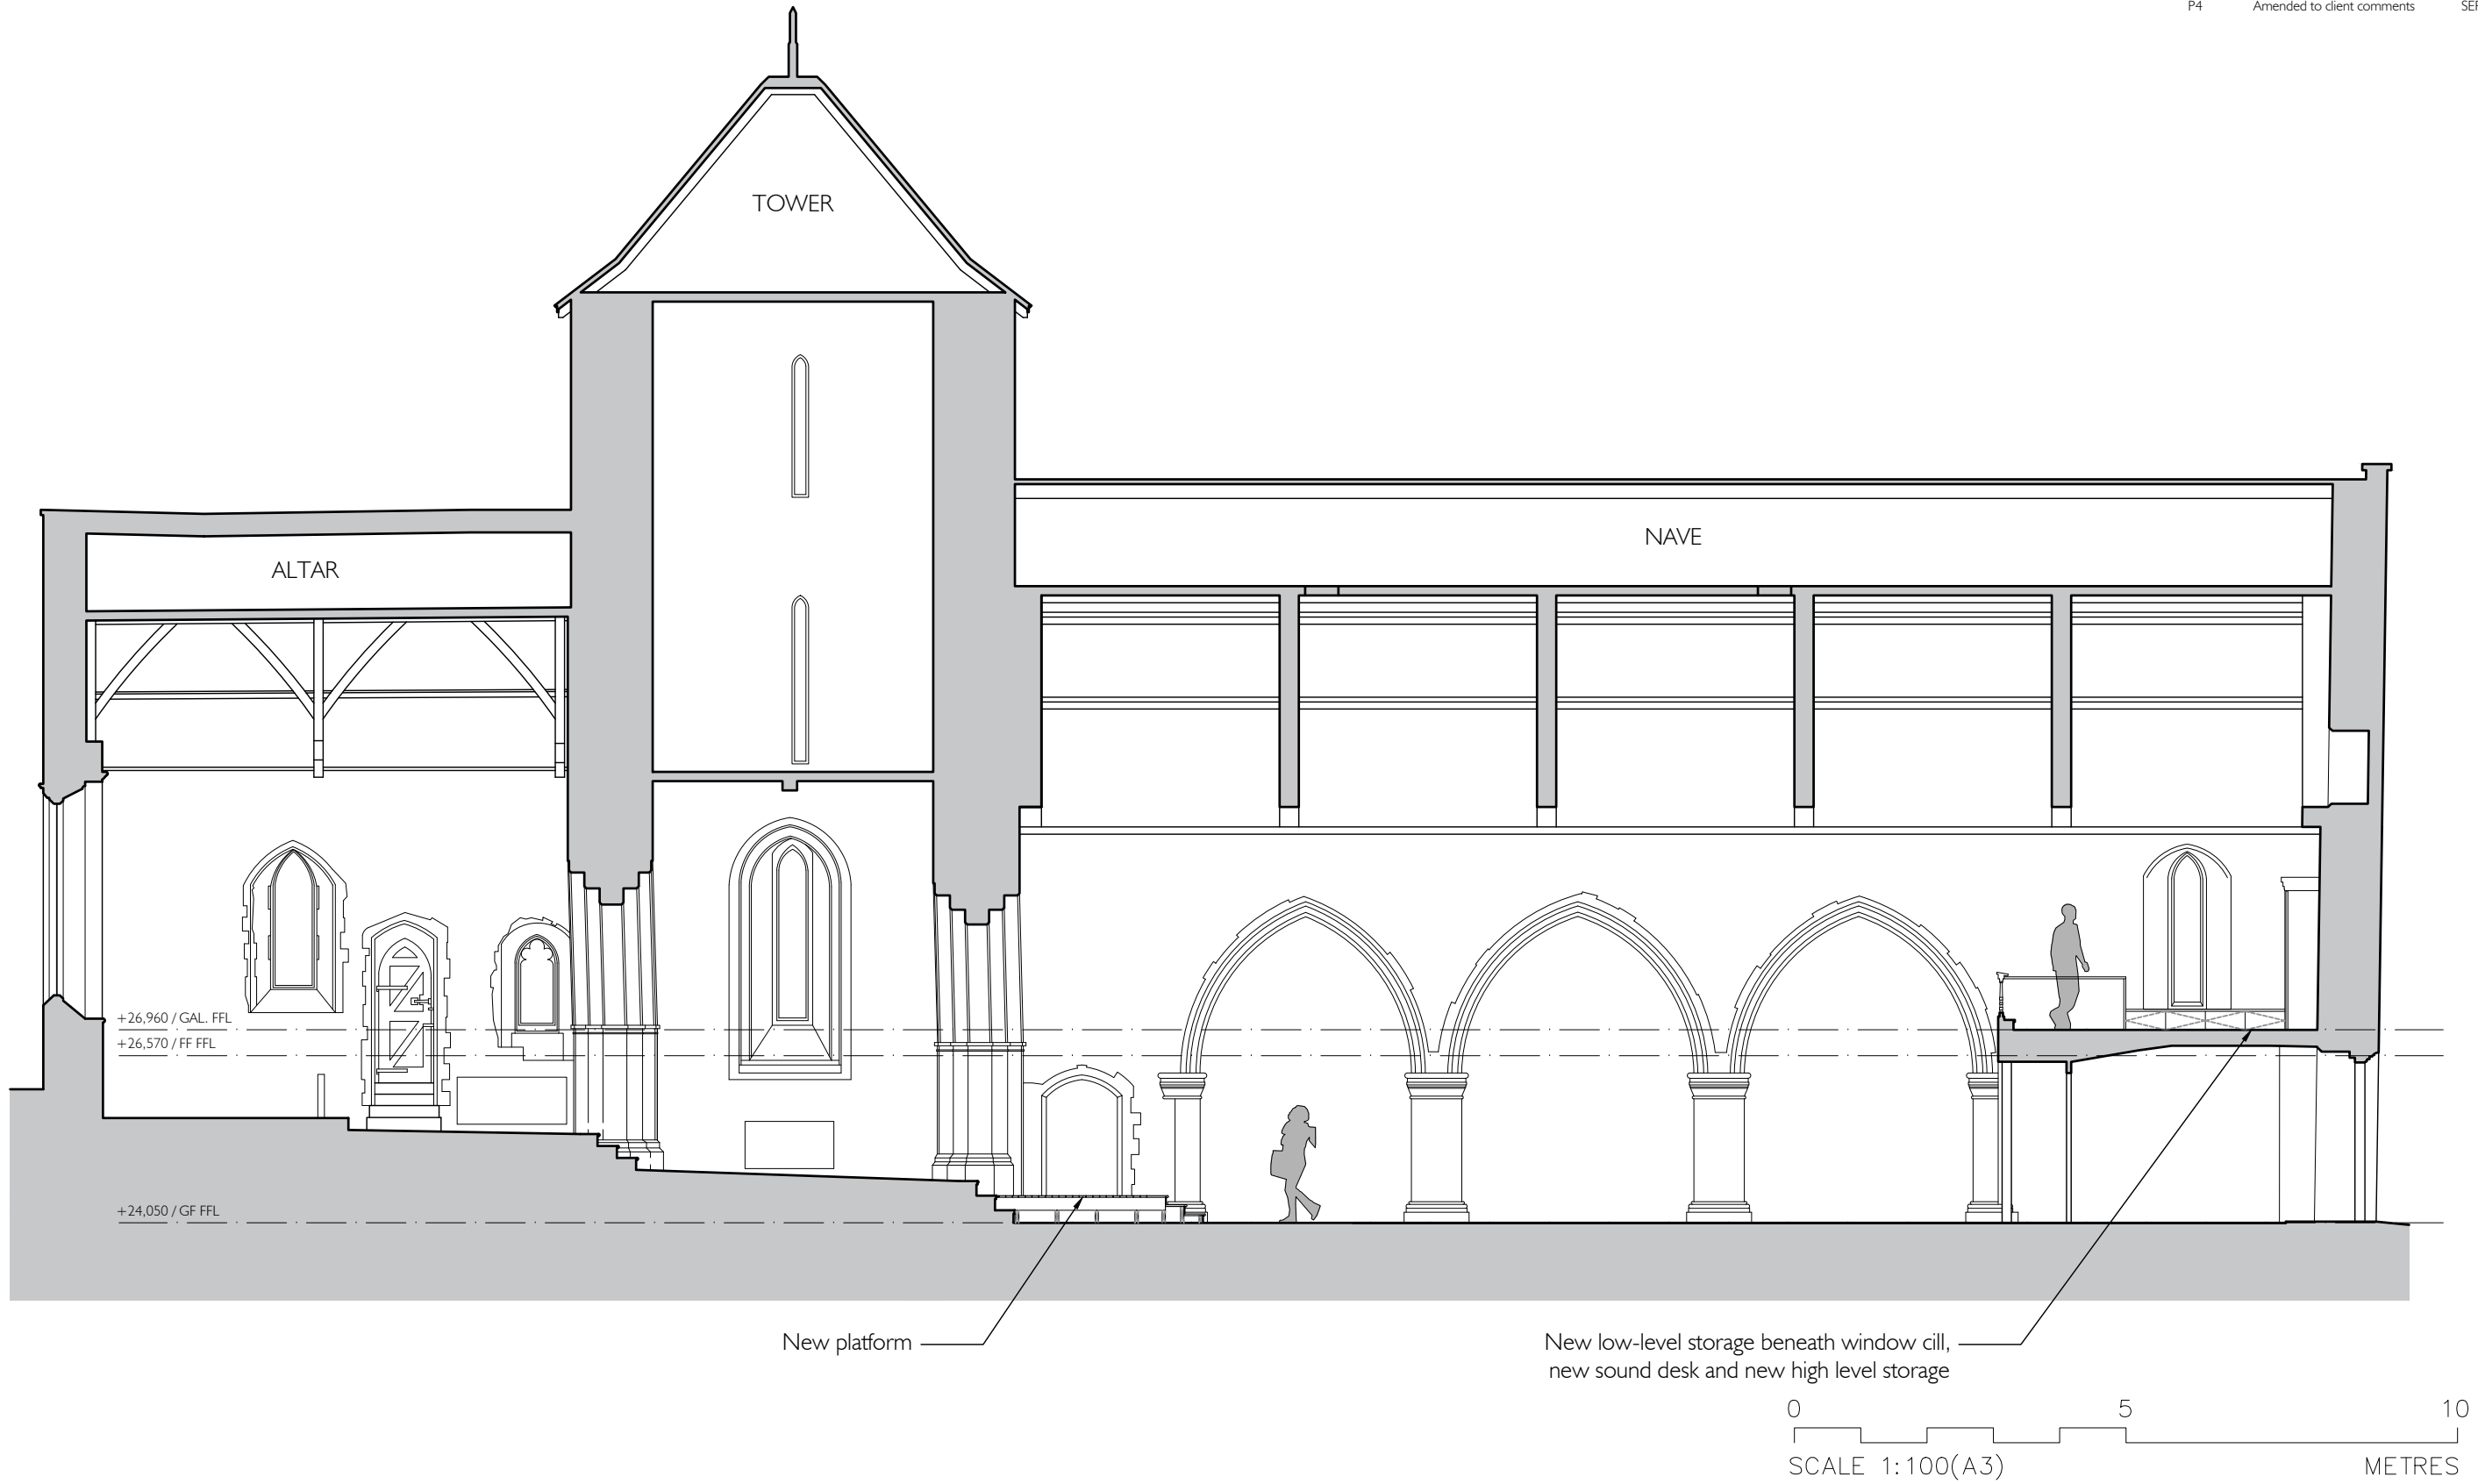 P4 Amended to client comments
TOWER
NAVE
ALTAR
+26,960 / GAL. FFL
+26,570 / FF FFL
+24,050 / GF FFL
New platform
New low-level storage beneath window cill,
new sound desk and new high level storage
0 5 10
SCALE 1:100(A3) METRES